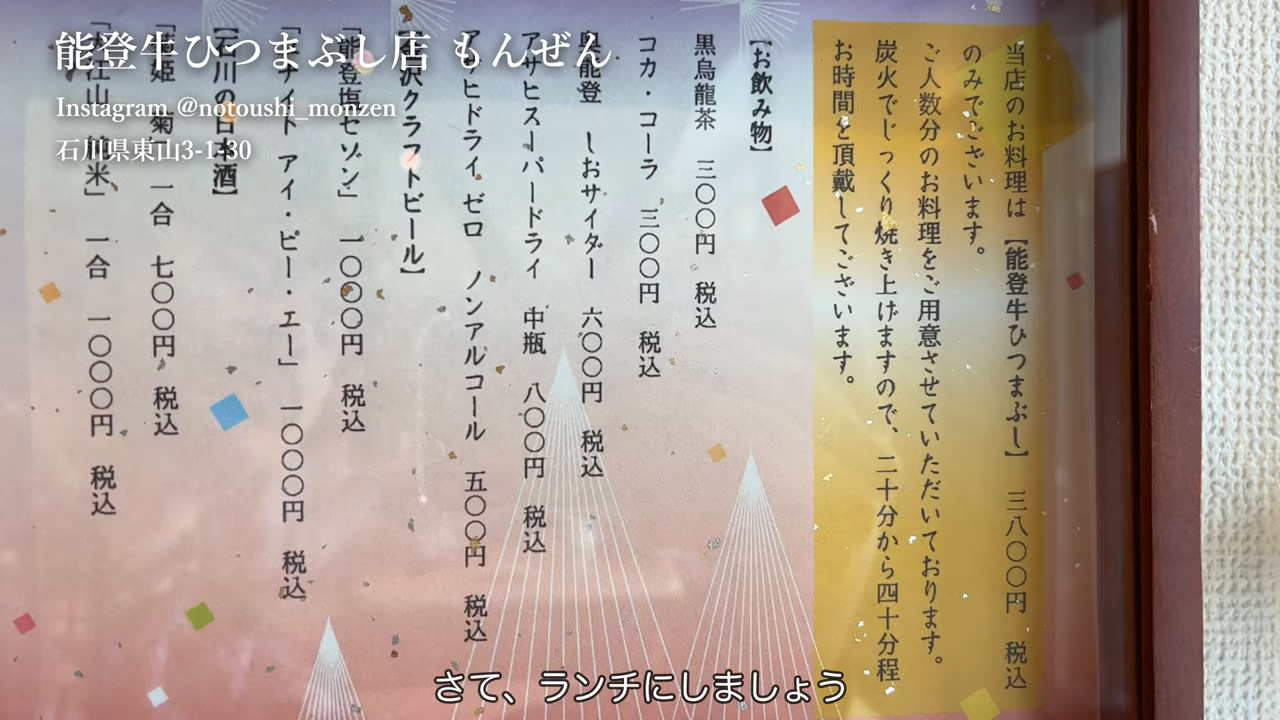 能登牛ひつまぶし店 もんぜん
Instagram @notoushi_monzen
石川県東山3-1-30
当店のお料理は【能登牛ひつまぶし】 三八〇〇円 税込
のみでございます。
ご人数分のお料理をご用意させていただいております。
炭火でじっくり焼き上げますので、二十分から四十分程
お時間を頂戴してございます。
【お飲み物】
黒烏龍茶 三〇〇円 税込
コカ・コーラ 三〇〇円 税込
奥能登 しおサイダー 六〇〇円 税込
アサヒスーパードライ 中瓶 八〇〇円 税込
アサヒドライ ゼロ ノンアルコール 五〇〇円 税込
沢クラフトビール】
「能登塩セゾン」 一〇〇〇円 税込
アイ・ピー・エー」 一〇〇〇円 税込
【石川の日本酒】
菊 一合 七〇〇円 税込
江山 米」 一合 一〇〇〇円 税込
さて、ランチにしましょう